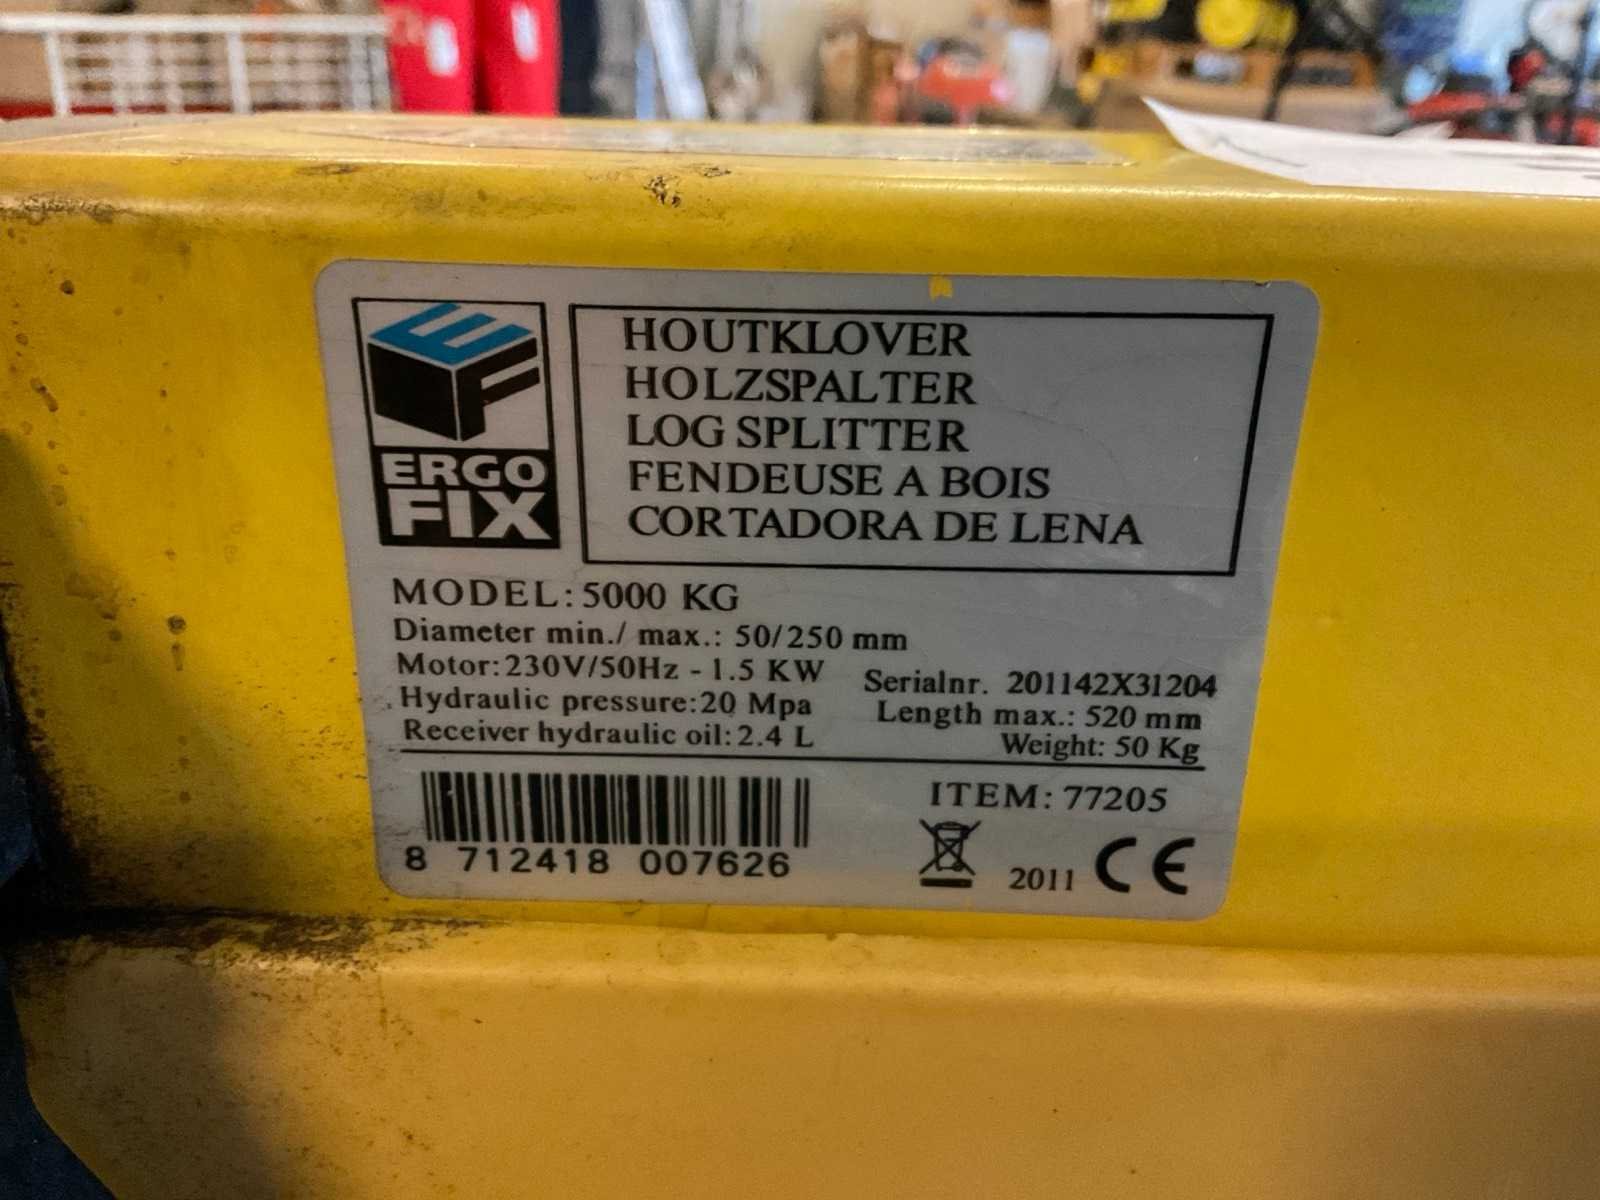 EF
ERGO
FIX
HOUTKLOVER
HOLZSPALTER
LOG SPLITTER
FENDEUSE A BOIS
CORTADORA DE LENA
MODEL: 5000 KG
Diameter min./ max.: 50/250 mm
Motor:230V/50Hz - 1.5 KW
Hydraulic pressure:20 Mpa
Receiver hydraulic oil:2.4 L
Serialnr. 201142X31204
Length max.: 520 mm
Weight: 50 Kg
8 712418 007626
ITEM: 77205
2011 CE